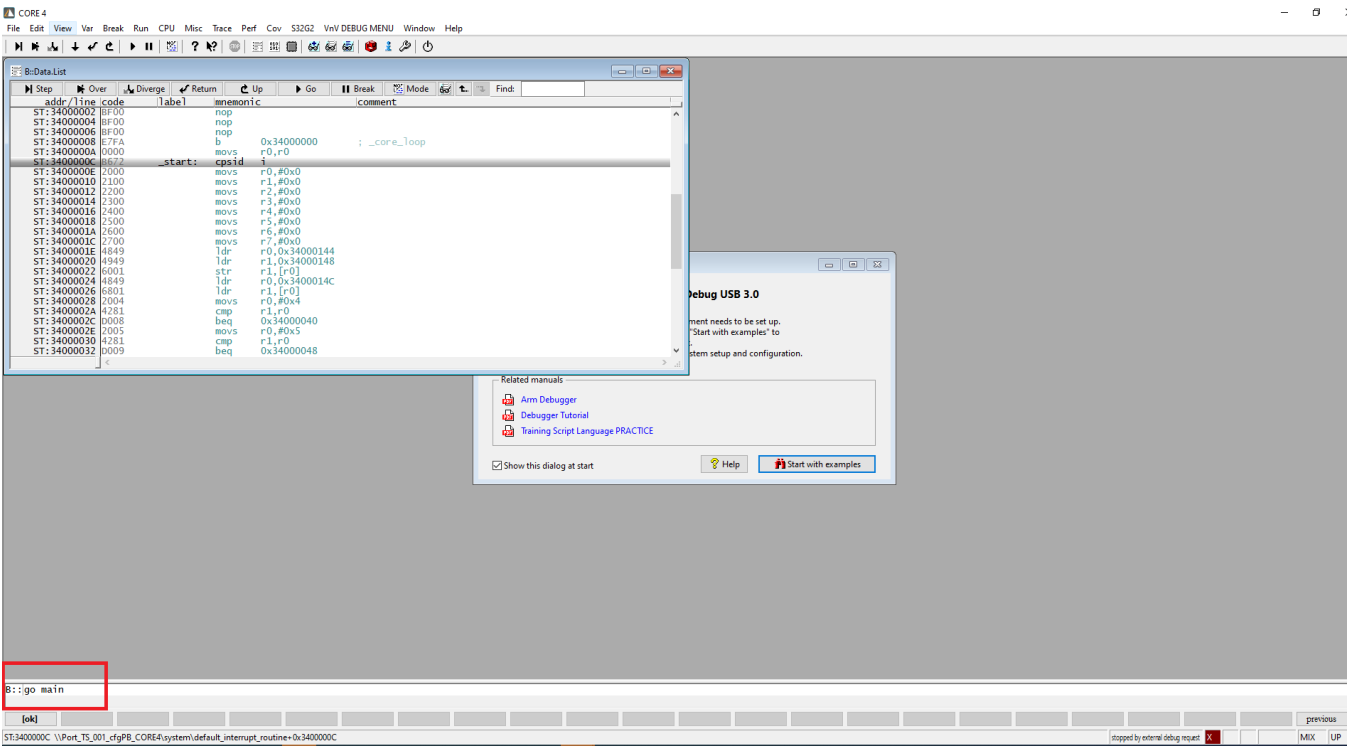 CORE 4
File Edit View Var Break Run CPU Misc Trace Perf Cov S32G2 VnV DEBUG MENU Window Help
B::Data.List
Step Over Diverge Return Up Go Break Mode Find:
addr/line code label mnemonic comment
ST:34000002 BF00 nop
ST:34000004 BF00 nop
ST:34000006 BF00 nop
ST:34000008 E7FA b 0x34000000 ; _core_loop
ST:3400000A 0000 movs r0,r0
ST:3400000C B672 _start: cpsid i
ST:3400000E 2000 movs r0,#0x0
ST:34000010 2100 movs r1,#0x0
ST:34000012 2200 movs r2,#0x0
ST:34000014 2300 movs r3,#0x0
ST:34000016 2400 movs r4,#0x0
ST:34000018 2500 movs r5,#0x0
ST:3400001A 2600 movs r6,#0x0
ST:3400001C 2700 movs r7,#0x0
ST:3400001E 4849 ldr r0,0x34000144
ST:34000020 4949 ldr r1,0x34000148
ST:34000022 6001 str r1,[r0]
ST:34000024 4849 ldr r0,0x3400014C
ST:34000026 6801 ldr r1,[r0]
ST:34000028 2004 movs r0,#0x4
ST:3400002A 4281 cmp r1,r0
ST:3400002C D008 beq 0x34000040
ST:3400002E 2005 movs r0,#0x5
ST:34000030 4281 cmp r1,r0
ST:34000032 D009 beq 0x34000048
Debug USB 3.0
ment needs to be set up.
"Start with examples" to
stem setup and configuration.
Related manuals
Arm Debugger
Debugger Tutorial
Training Script Language PRACTICE
Show this dialog at start
Help
Start with examples
B::go main
[ok] previous
ST:3400000C \\Port_TS_001_cfgPB_CORE4\system\default_interrupt_routine+0x3400000C stopped by external debug request X MIX UP